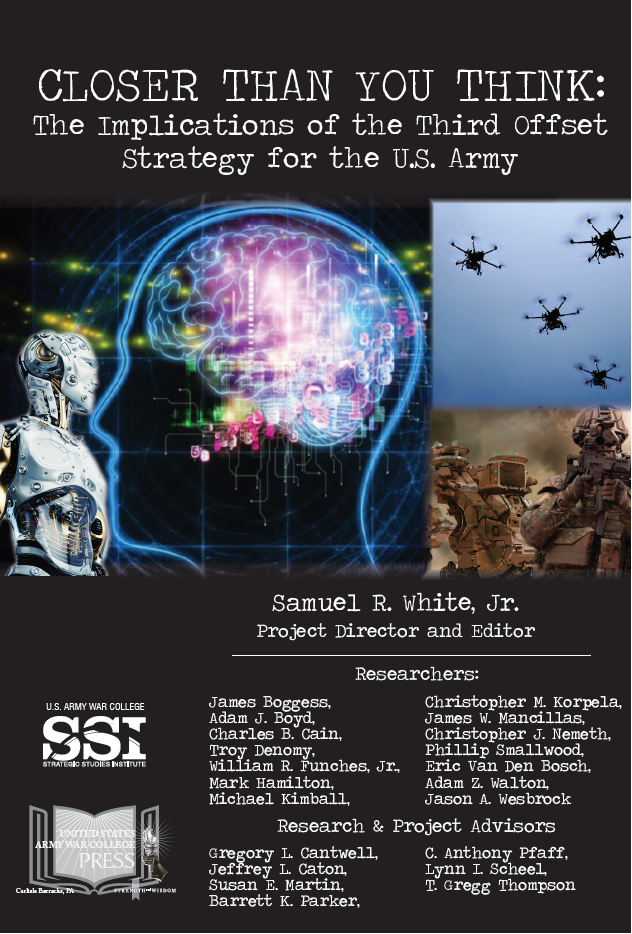 CLOSER THAN YOU THINK:
The Implications of the Third Offset
Strategy for the U.S. Army
Samuel R. White, Jr.
Project Director and Editor
Researchers:
James Boggess,
Adam J. Boyd,
Charles B. Cain,
Troy Denomy,
William R. Funches, Jr.,
Mark Hamilton,
Michael Kimball,
Christopher M. Korpela,
James W. Mancillas,
Christopher J. Nemeth,
Phillip Smallwood,
Eric Van Den Bosch,
Adam Z. Walton,
Jason A. Wesbrock
Research & Project Advisors
Gregory L. Cantwell,
Jeffrey L. Caton,
Susan E. Martin,
Barrett K. Parker,
C. Anthony Pfaff,
Lynn I. Scheel,
T. Gregg Thompson
U.S. ARMY WAR COLLEGE
SSI
STRATEGIC STUDIES INSTITUTE
UNITED STATES
ARMY WAR COLLEGE
PRESS
Carlisle Barracks, PA
STRENGTH and WISDOM